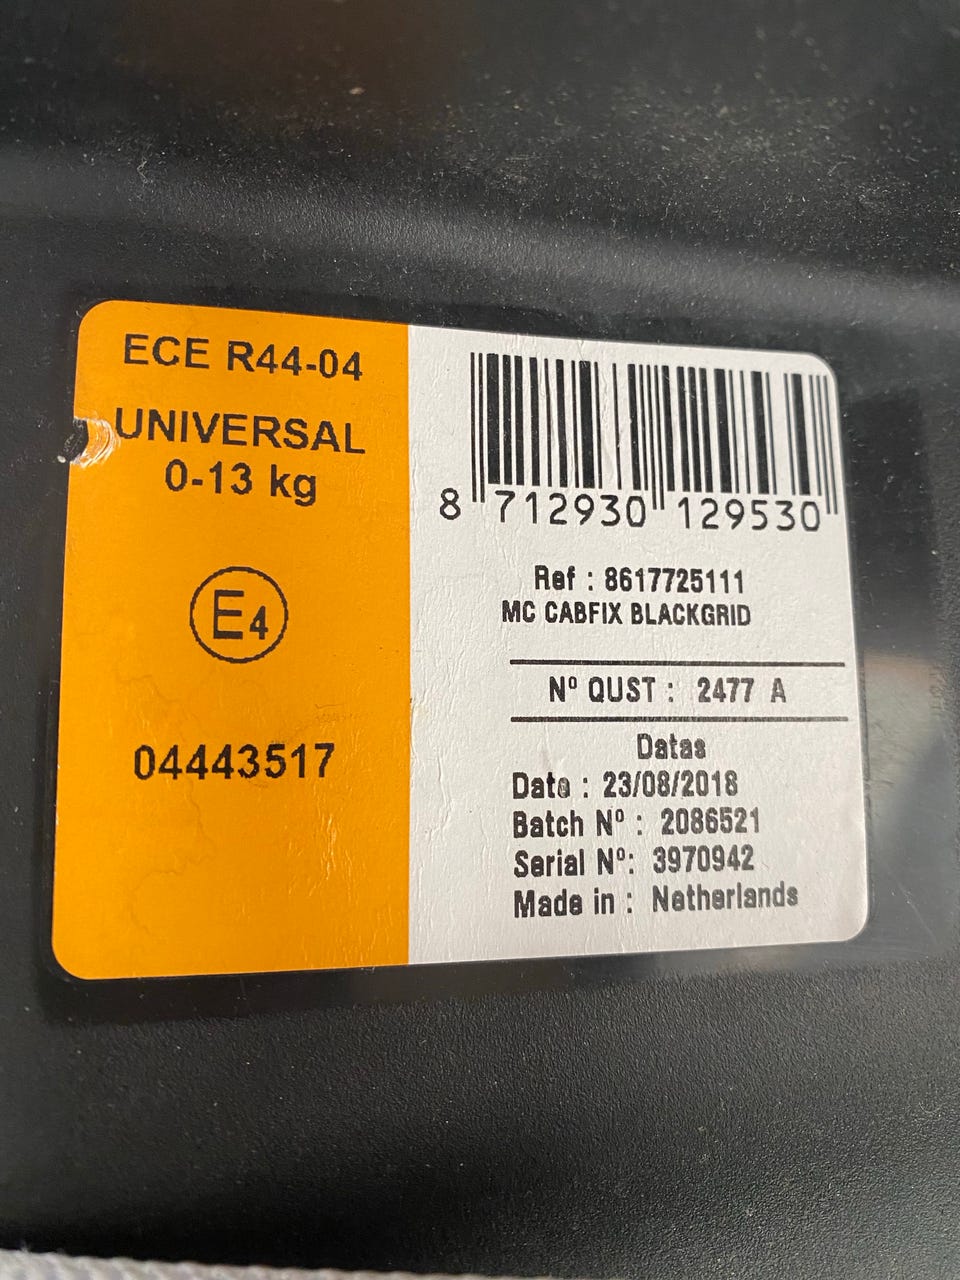 ECE R44-04
UNIVERSAL
0-13 kg
E4
04443517
8 712930 129530
Ref : 8617725111
MC CABFIX BLACKGRID
Nº QUST : 2477 A
Datas
Date : 23/08/2018
Batch Nº : 2086521
Serial Nº: 3970942
Made in : Netherlands